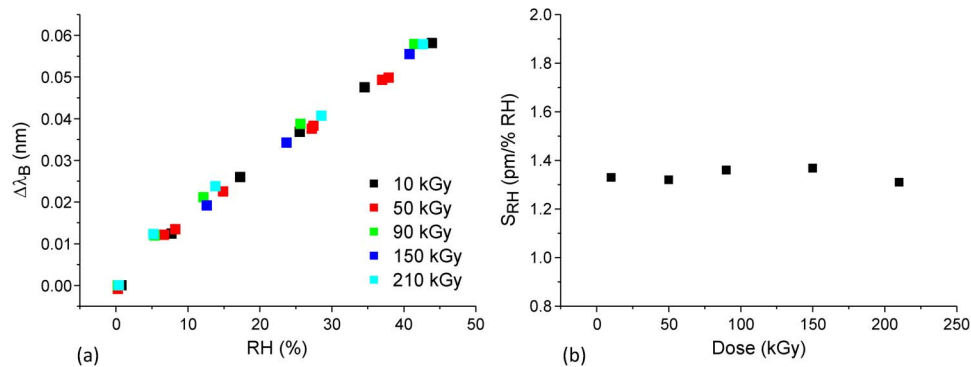 0.06
0.05
0.04
0.03
0.02
0.01
0.00
ΔλB (nm)
10 kGy
50 kGy
90 kGy
150 kGy
210 kGy
0 10 20 30 40 50
(a) RH (%)
2.0
1.8
1.6
1.4
1.2
1.0
0.8
SRH (pm/% RH)
0 50 100 150 200 250
(b) Dose (kGy)